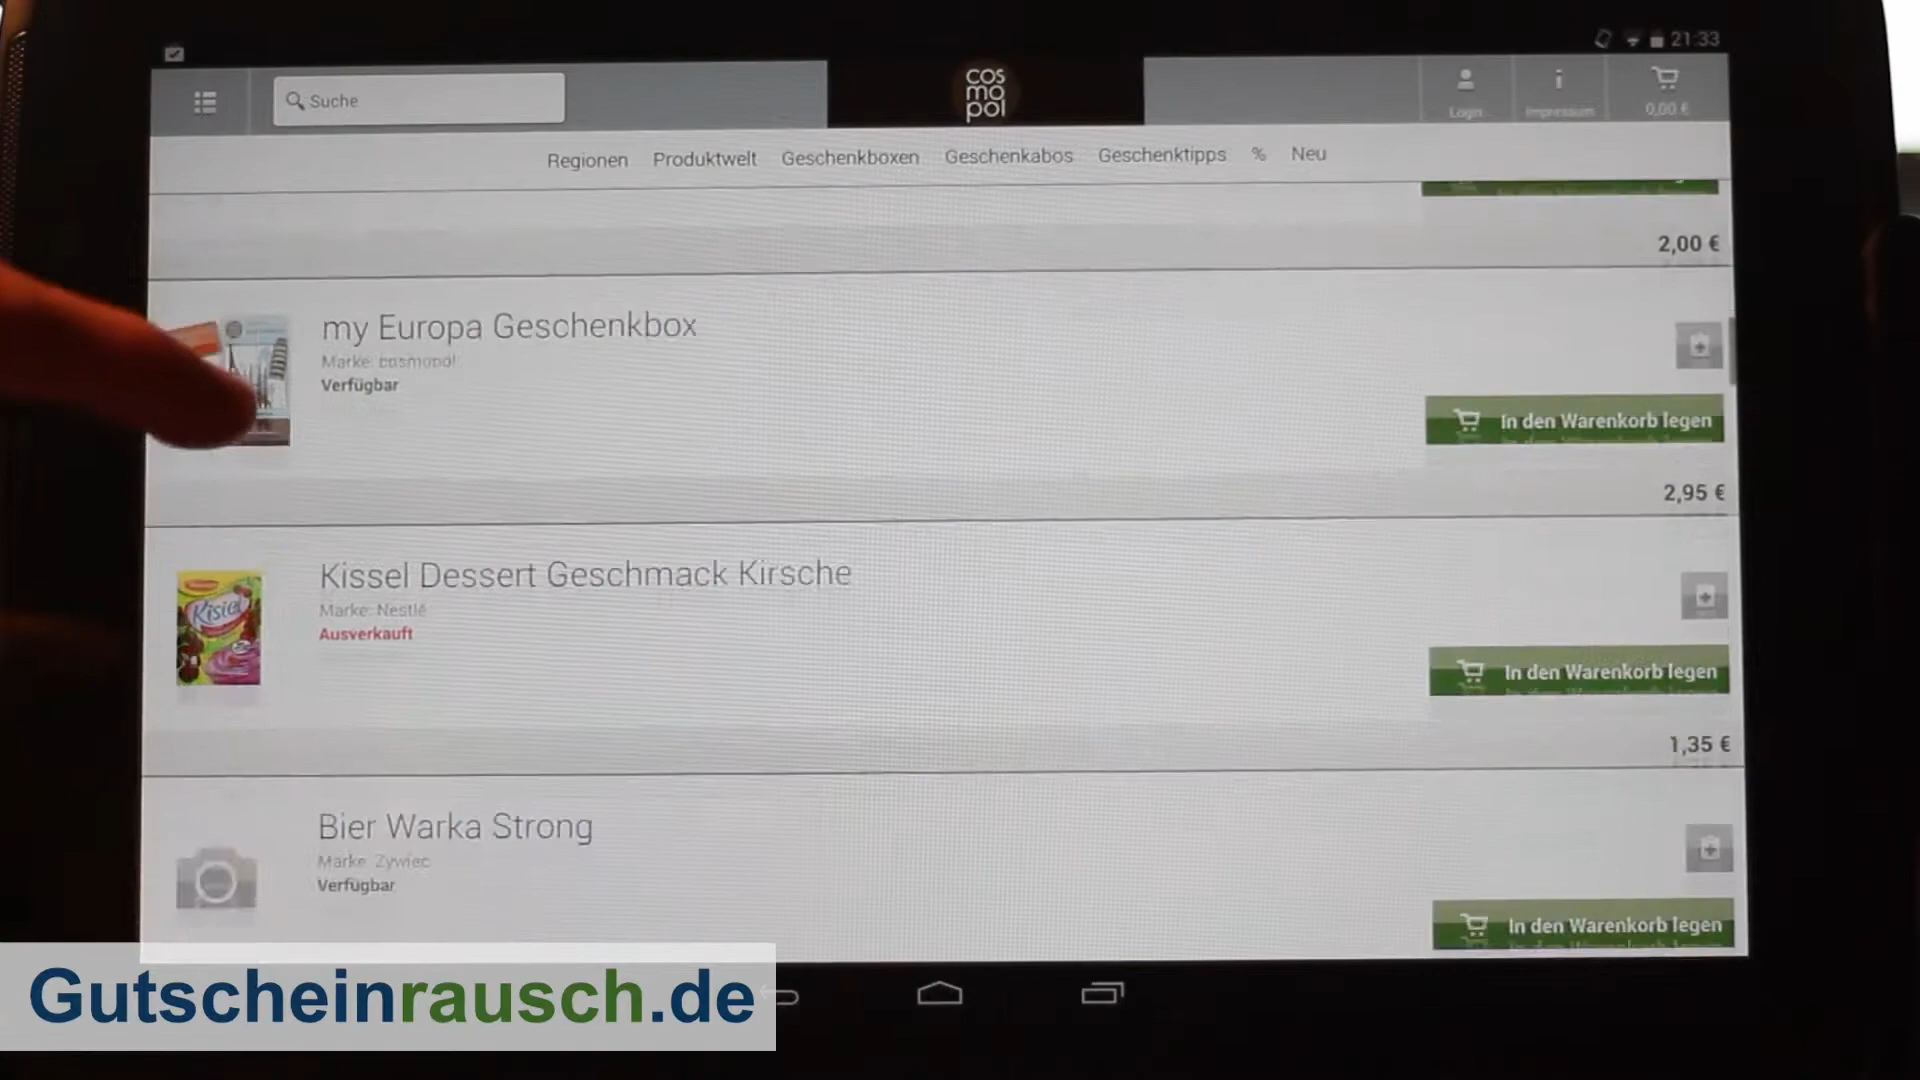 21:33
Suche
cos
mo
pol
Login
Impressum
0,00 €
Regionen Produktwelt Geschenkboxen Geschenkabos Geschenktipps % Neu
2,00 €
my Europa Geschenkbox
Marke: cosmopol
Verfügbar
In den Warenkorb legen
2,95 €
Kissel Dessert Geschmack Kirsche
Marke: Nestlé
Ausverkauft
Kisiel
In den Warenkorb legen
1,35 €
Bier Warka Strong
Marke: Zywiec
Verfügbar
In den Warenkorb legen
Gutscheinrausch.de